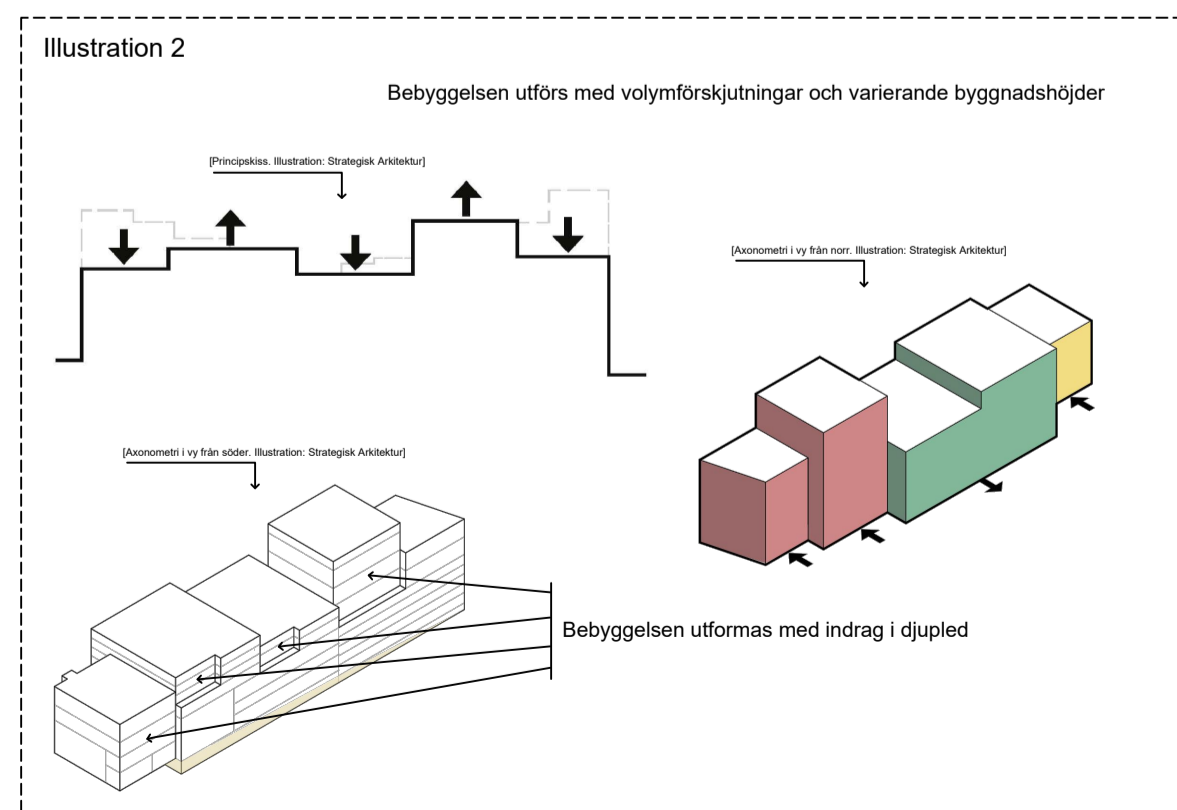 Illustration 2
Bebyggelsen utförs med volymförskjutningar och varierande byggnadshöjder
[Principskiss. Illustration: Strategisk Arkitektur]
[Axonometri i vy från norr. Illustration: Strategisk Arkitektur]
[Axonometri i vy från söder. Illustration: Strategisk Arkitektur]
Bebyggelsen utformas med indrag i djupled